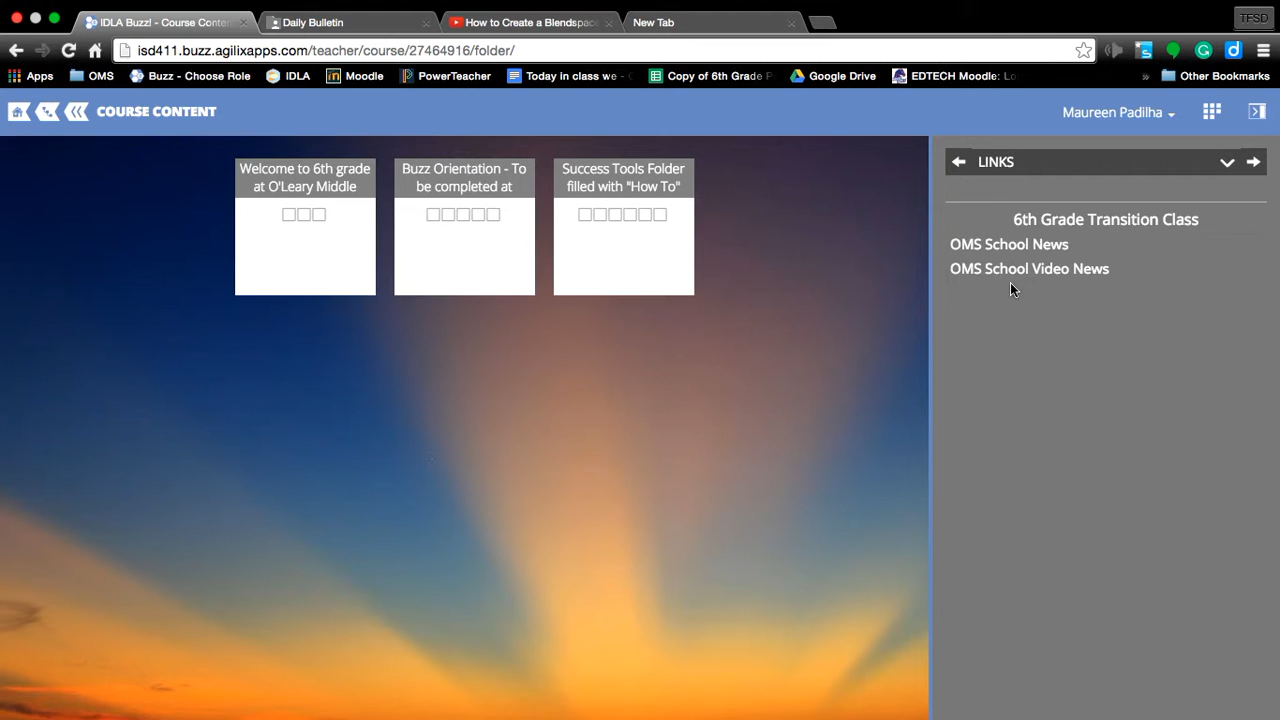 IDLA Buzz! - Course Conten
Daily Bulletin
How to Create a Blendspace
New Tab
TFSD
isd411.buzz.agilixapps.com/teacher/course/27464916/folder/
Apps
OMS
Buzz - Choose Role
IDLA
Moodle
PowerTeacher
Today in class we -
Copy of 6th Grade P
Google Drive
EDTECH Moodle: Lo
Other Bookmarks
COURSE CONTENT
Maureen Padilha
Welcome to 6th grade
at O'Leary Middle
Buzz Orientation - To
be completed at
Success Tools Folder
filled with "How To"
LINKS
6th Grade Transition Class
OMS School News
OMS School Video News